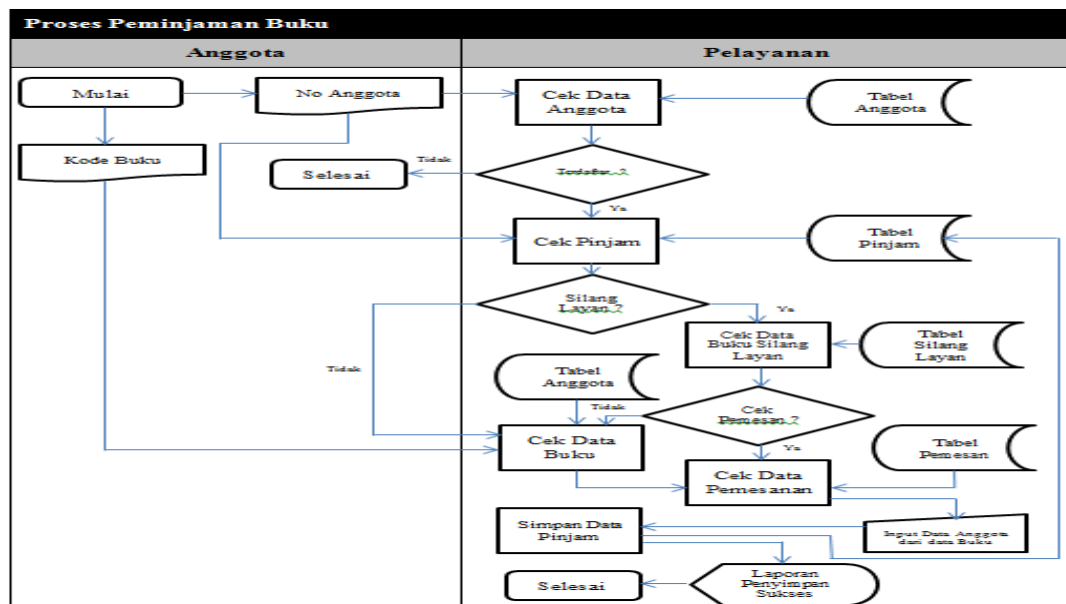 Proses Peminjaman Buku
Anggota
Pelayanan
Mulai
No Anggota
Cek Data
Anggota
Tabel
Anggota
Kode Buku
Selesai
Tidak
Terdaftar ?
Ya
Cek Pinjam
Tabel
Pinjam
Silang
Layan ?
Ya
Cek Data
Buku Silang
Layan
Tabel
Silang
Layan
Tidak
Tabel
Anggota
Tidak
Cek
Pemesan ?
Cek Data
Buku
Ya
Tabel
Pemesan
Cek Data
Pemesanan
Simpan Data
Pinjam
Input Data Anggota
dari data Buku
Selesai
Laporan
Penyimpan
Sukses